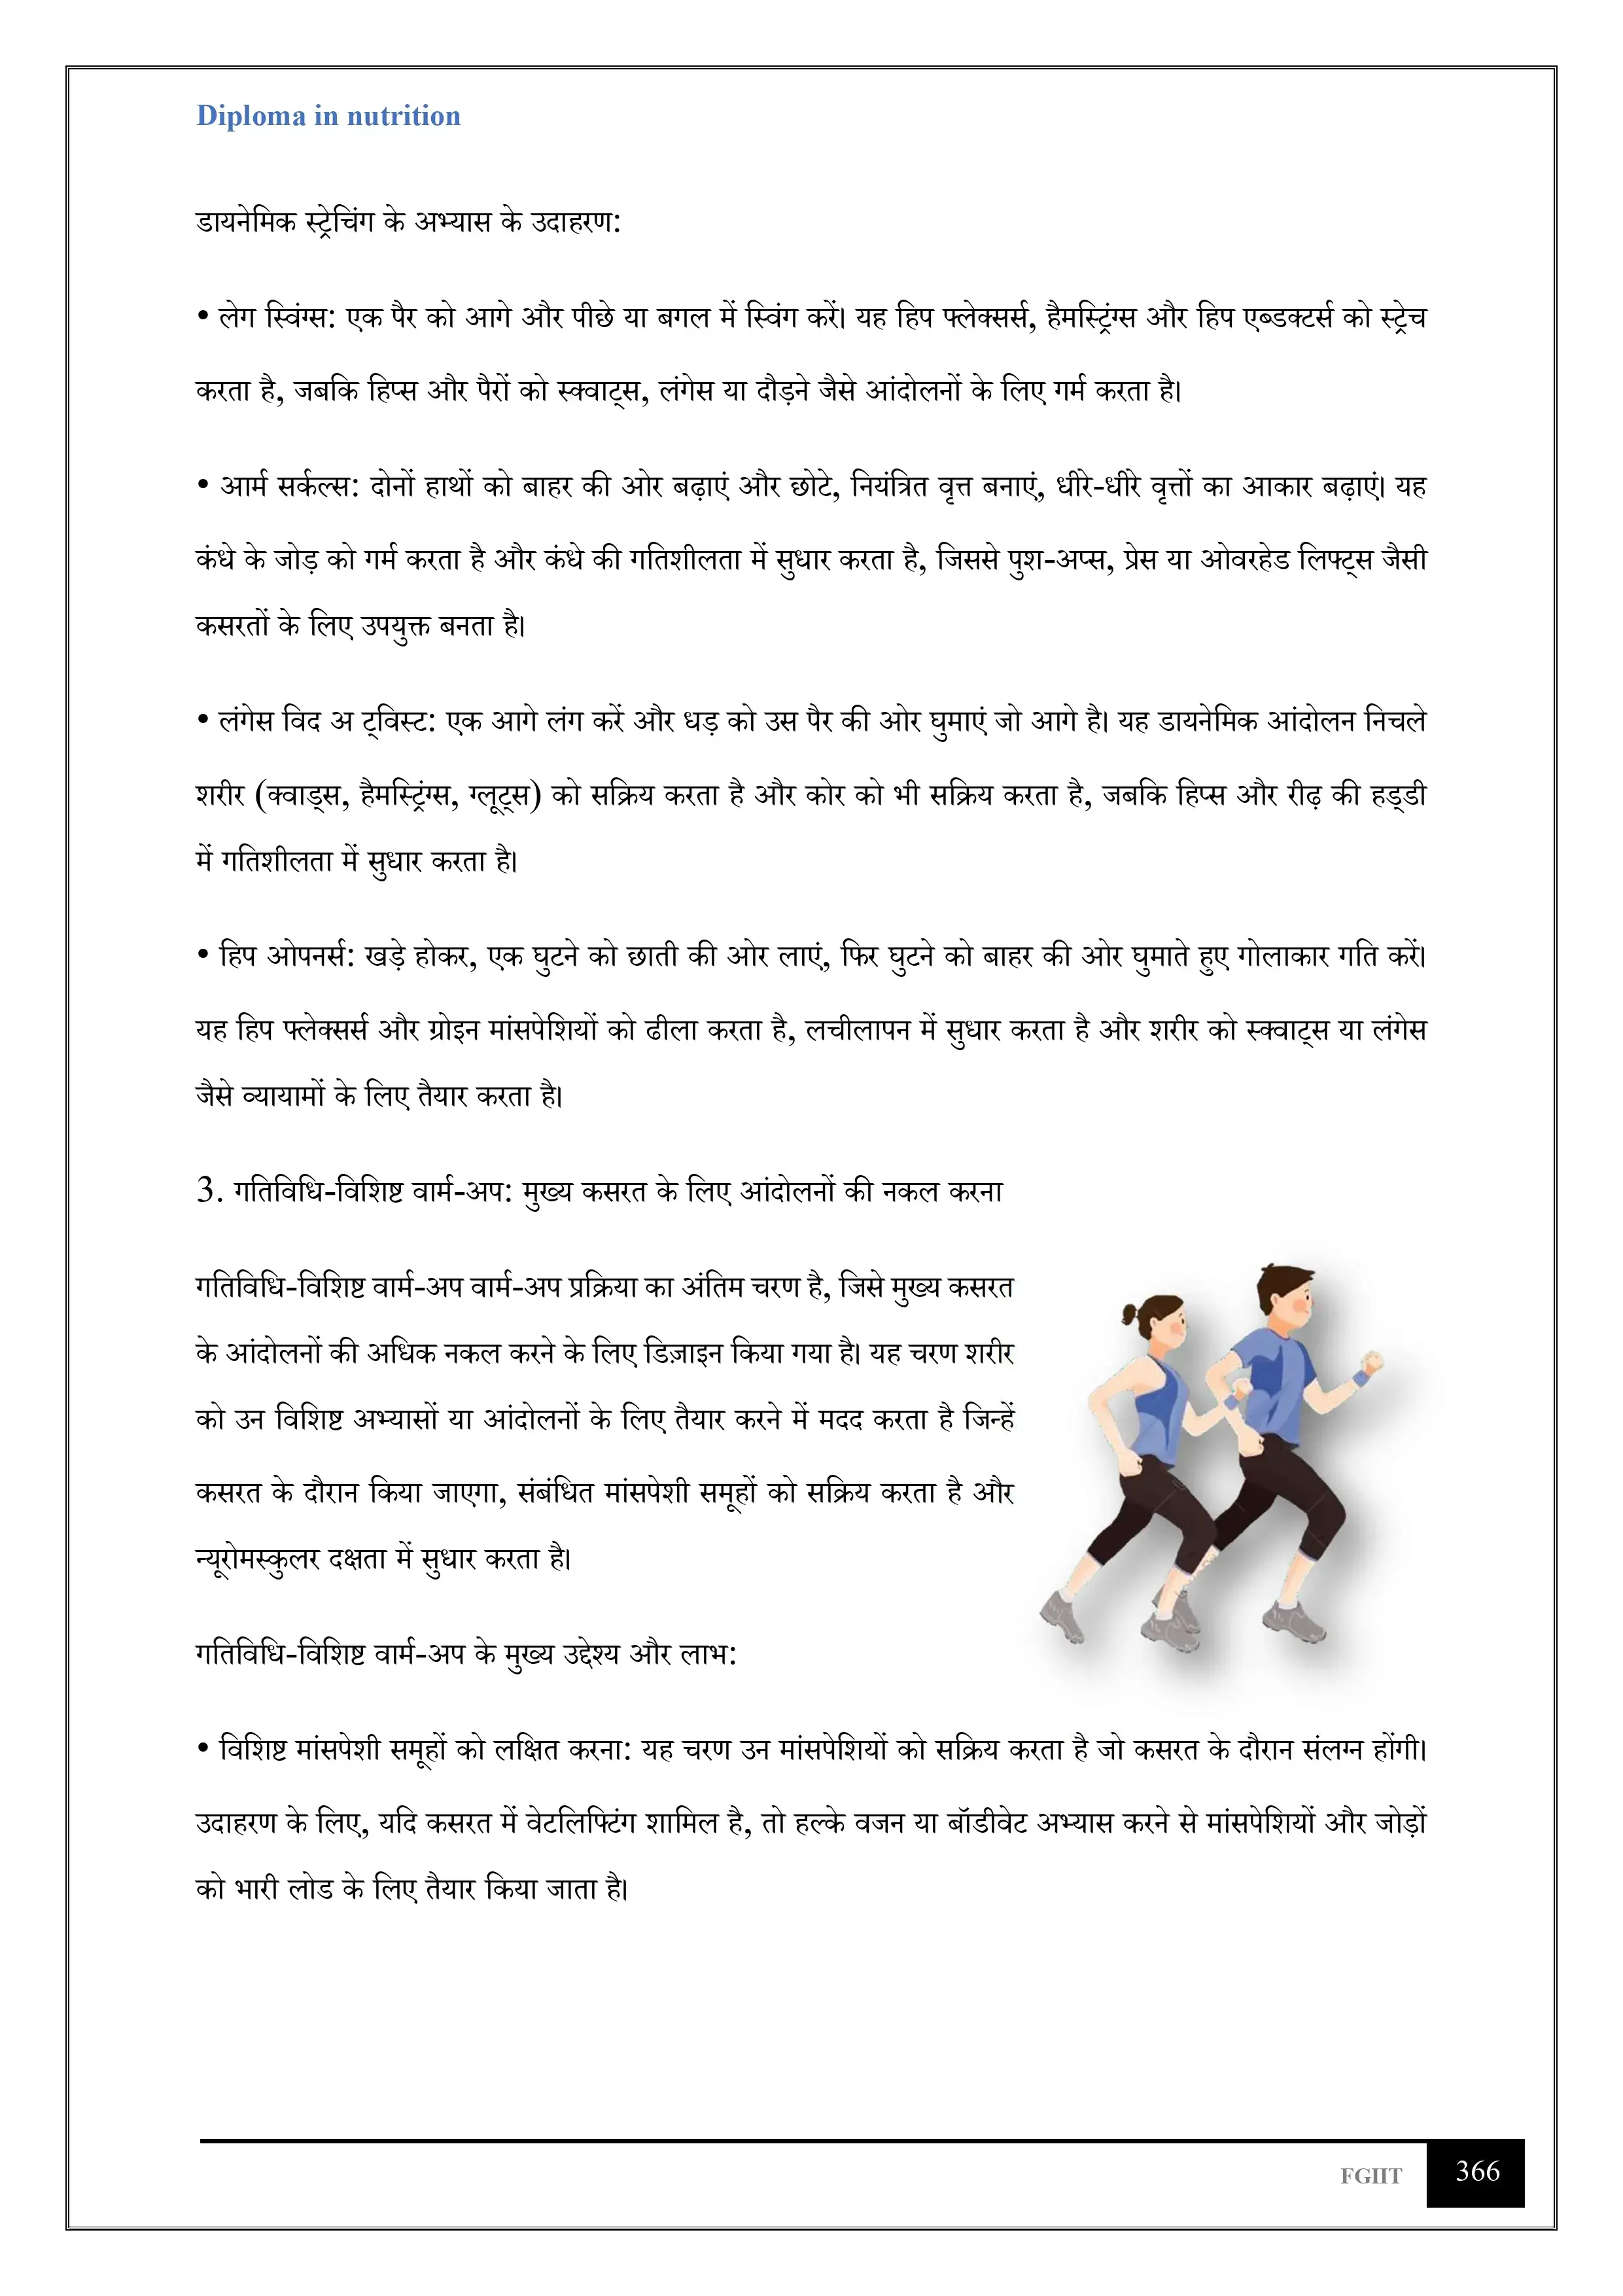 Diploma in nutrition
डायनेमिक स्ट्रेचिंग के अभ्यास के उदाहरण:
• लेग स्विंग्स: एक पैर को आगे और पीछे या बगल में स्विंग करें। यह हिप फ्लेक्सर्स, हैमस्ट्रिंग्स और हिप एब्डक्टर्स को स्ट्रेच
करता है, जबकि हिप्स और पैरों को स्क्वाट्स, लंगेस या दौड़ने जैसे आंदोलनों के लिए गर्म करता है।
• आर्म सर्कल्स: दोनों हाथों को बाहर की ओर बढ़ाएं और छोटे, नियंत्रित वृत्त बनाएं, धीरे-धीरे वृत्तों का आकार बढ़ाएं। यह
कंधे के जोड़ को गर्म करता है और कंधे की गतिशीलता में सुधार करता है, जिससे पुश-अप्स, प्रेस या ओवरहेड लिफ्ट्स जैसी
कसरतों के लिए उपयुक्त बनता है।
• लंगेस विद अ ट्विस्ट: एक आगे लंग करें और धड़ को उस पैर की ओर घुमाएं जो आगे है। यह डायनेमिक आंदोलन निचले
शरीर (क्वाड्स, हैमस्ट्रिंग्स, ग्लूट्स) को सक्रिय करता है और कोर को भी सक्रिय करता है, जबकि हिप्स और रीढ़ की हड्डी
में गतिशीलता में सुधार करता है।
• हिप ओपनर्स: खड़े होकर, एक घुटने को छाती की ओर लाएं, फिर घुटने को बाहर की ओर घुमाते हुए गोलाकार गति करें।
यह हिप फ्लेक्सर्स और ग्रोइन मांसपेशियों को ढीला करता है, लचीलापन में सुधार करता है और शरीर को स्क्वाट्स या लंगेस
जैसे व्यायामों के लिए तैयार करता है।
3. गतिविधि-विशिष्ट वार्म-अप: मुख्य कसरत के लिए आंदोलनों की नकल करना
गतिविधि-विशिष्ट वार्म-अप वार्म-अप प्रक्रिया का अंतिम चरण है, जिसे मुख्य कसरत
के आंदोलनों की अधिक नकल करने के लिए डिज़ाइन किया गया है। यह चरण शरीर
को उन विशिष्ट अभ्यासों या आंदोलनों के लिए तैयार करने में मदद करता है जिन्हें
कसरत के दौरान किया जाएगा, संबंधित मांसपेशी समूहों को सक्रिय करता है और
न्यूरोमस्कुलर दक्षता में सुधार करता है।
गतिविधि-विशिष्ट वार्म-अप के मुख्य उद्देश्य और लाभ:
• विशिष्ट मांसपेशी समूहों को लक्षित करना: यह चरण उन मांसपेशियों को सक्रिय करता है जो कसरत के दौरान संलग्न होंगी।
उदाहरण के लिए, यदि कसरत में वेटलिफ्टिंग शामिल है, तो हल्के वजन या बॉडीवेट अभ्यास करने से मांसपेशियों और जोड़ों
को भारी लोड के लिए तैयार किया जाता है।
FGIIT 366